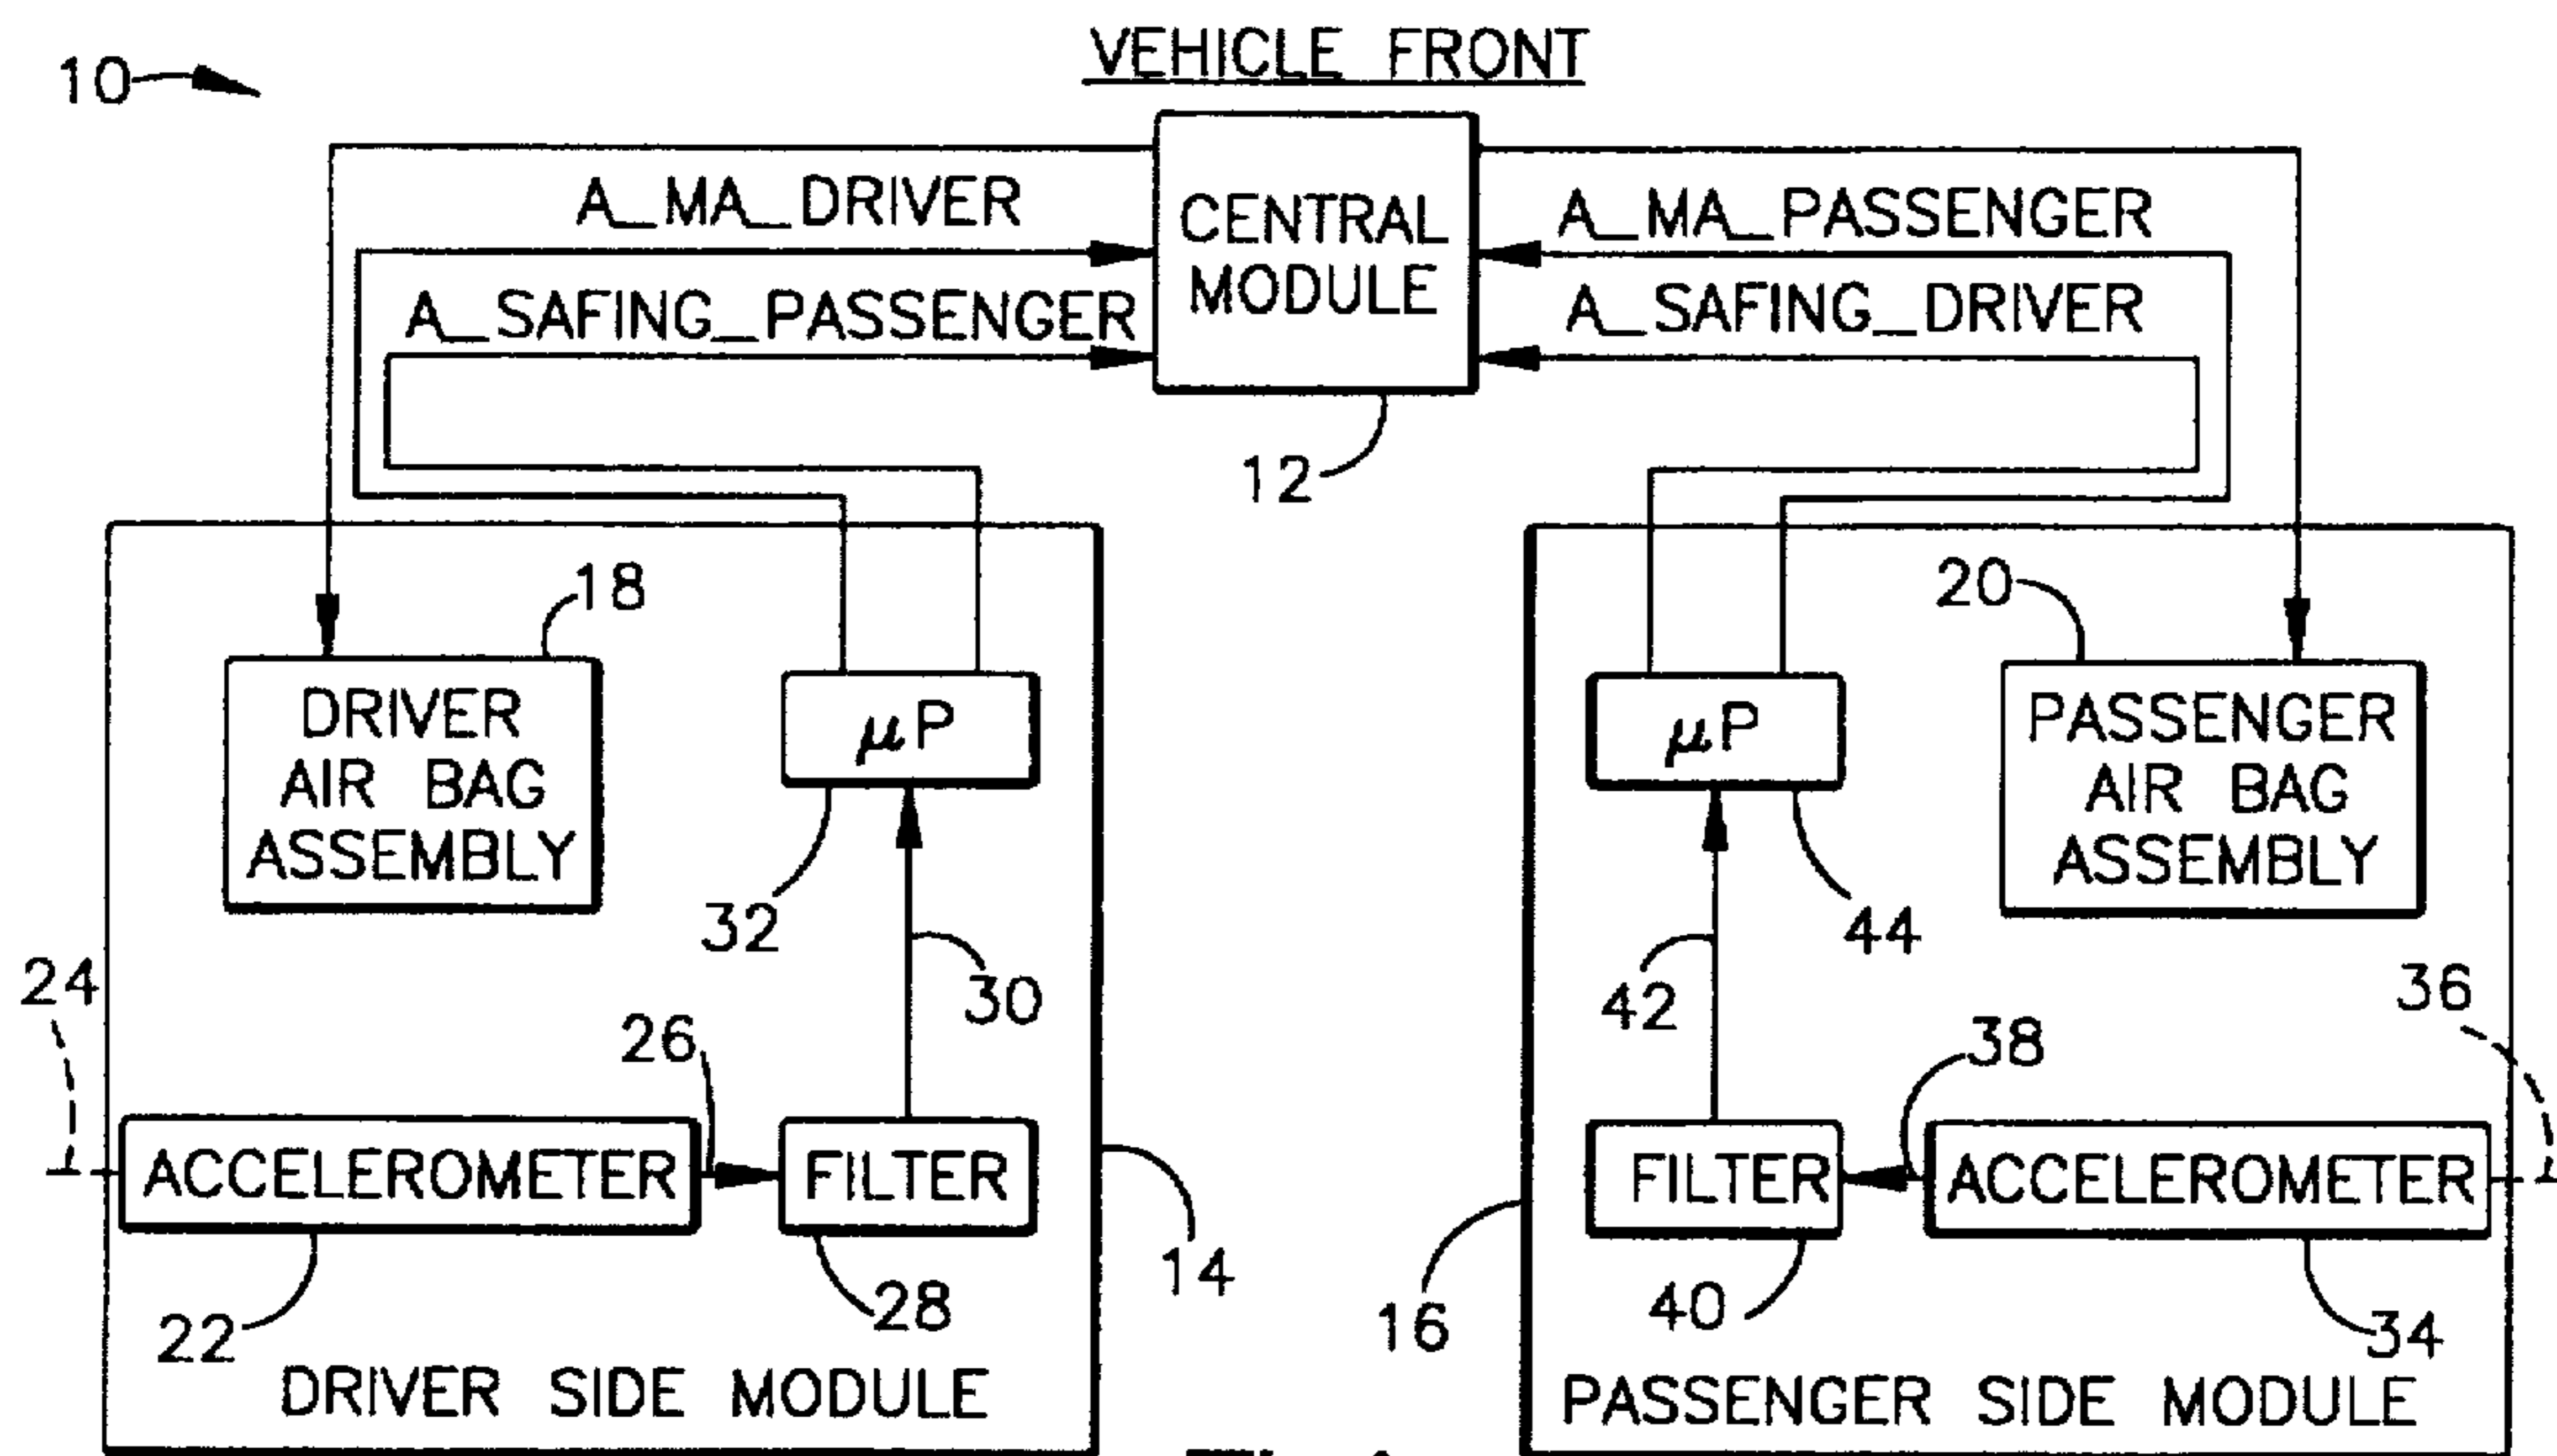 VEHICLE FRONT
10
A_MA_DRIVER
A_SAFING_PASSENGER
CENTRAL
MODULE
A_MA_PASSENGER
A_SAFING_DRIVER
12
18
DRIVER
AIR BAG
ASSEMBLY
μP
32
30
24
26
ACCELEROMETER
FILTER
22
28
14
DRIVER SIDE MODULE
20
μP
PASSENGER
AIR BAG
ASSEMBLY
44
42
36
38
FILTER
ACCELEROMETER
16
40
34
PASSENGER SIDE MODULE